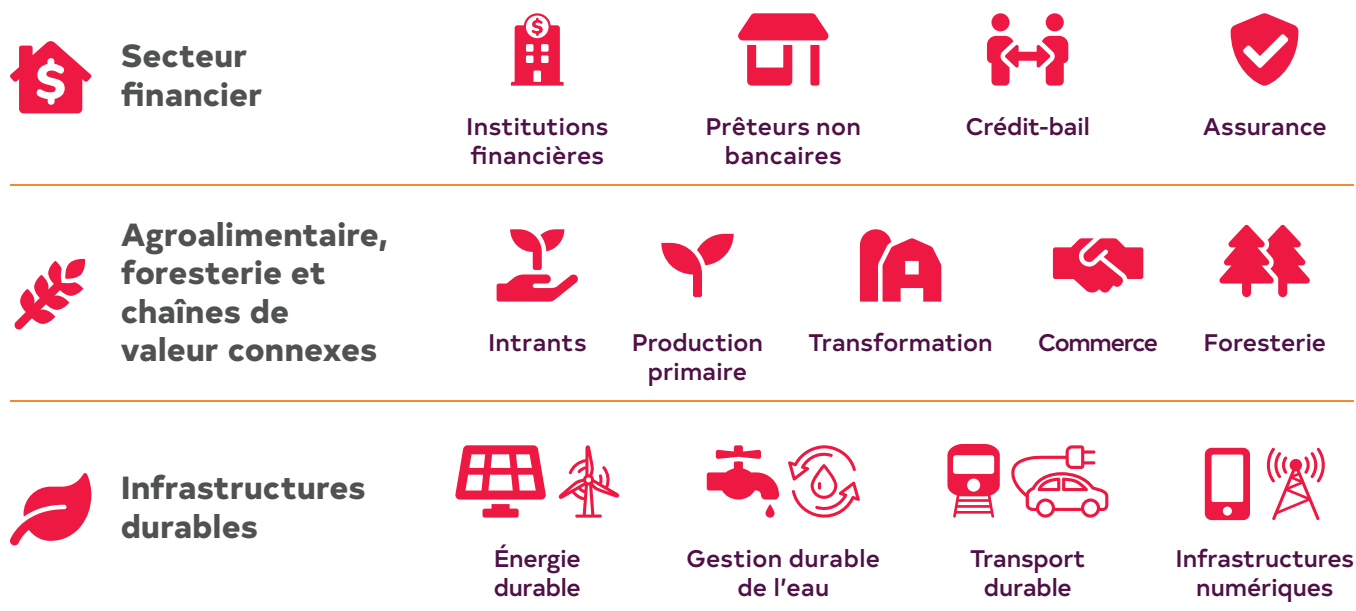 Secteur
financier
$
$
Institutions
financières
Prêteurs non
bancaires
Crédit-bail
Assurance
Agroalimentaire,
foresterie et
chaînes de
valeur connexes
Intrants
Production
primaire
Transformation
Commerce
Foresterie
Infrastructures
durables
Énergie
durable
Gestion durable
de l'eau
Transport
durable
Infrastructures
numériques